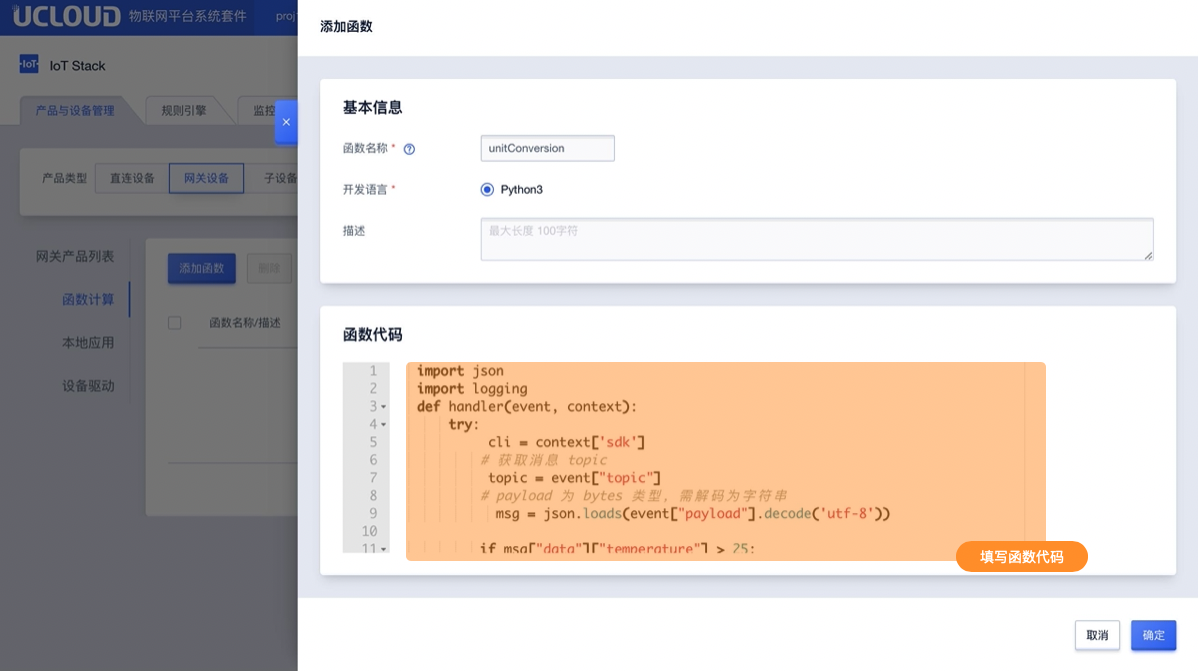 UCLOUD 物联网平台系统套件 proj
IoT IoT Stack
产品与设备管理 规则引擎 监控
产品类型 直连设备 网关设备 子设备
网关产品列表
函数计算
本地应用
设备驱动
添加函数 删除
函数名称/描述
×
添加函数
基本信息
函数名称 * ? unitConversion
开发语言 * Python3
描述 最大长度 100字符
函数代码
1 import json
2 import logging
3 def handler(event, context):
4 try:
5 cli = context['sdk']
6 # 获取消息 topic
7 topic = event["topic"]
8 # payload 为 bytes 类型，需解码为字符串
9 msg = json.loads(event["payload"].decode('utf-8'))
10
11 if msg["data"]["temperature"] > 25:
填写函数代码
取消 确定